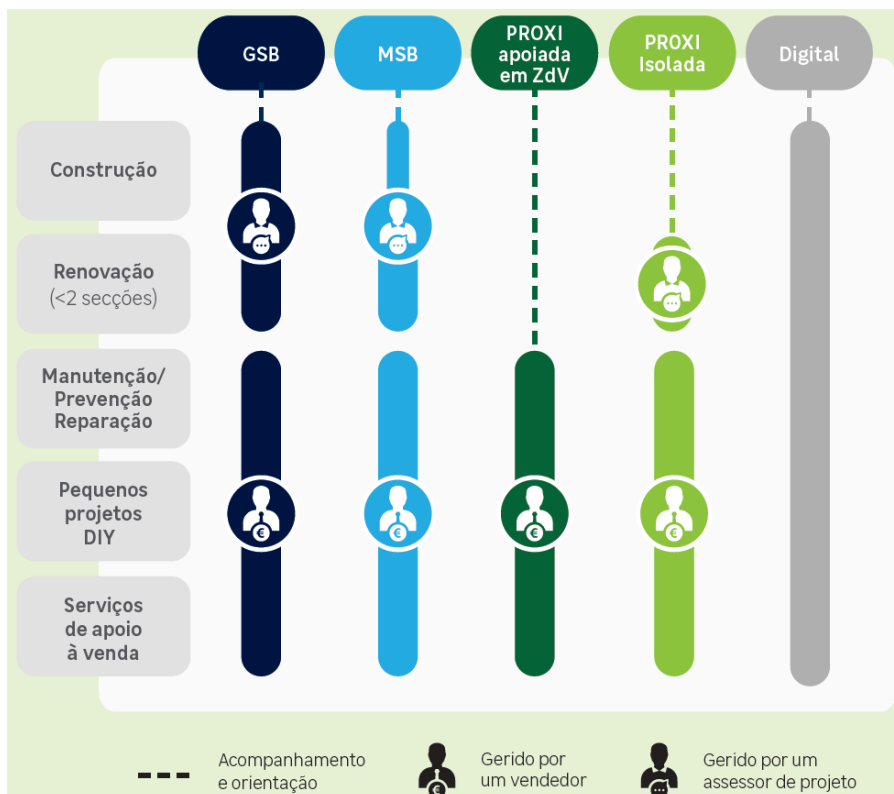 GSB
MSB
PROXI
apoiada
em ZdV
PROXI
Isolada
Digital
Construção
Renovação
(<2 secções)
Manutenção/
Prevenção
Reparação
Pequenos
projetos
DIY
Serviços
de apoio
à venda
€
€
€
€
Acompanhamento
e orientação
€
Gerido por
um vendedor
Gerido por um
assessor de projeto